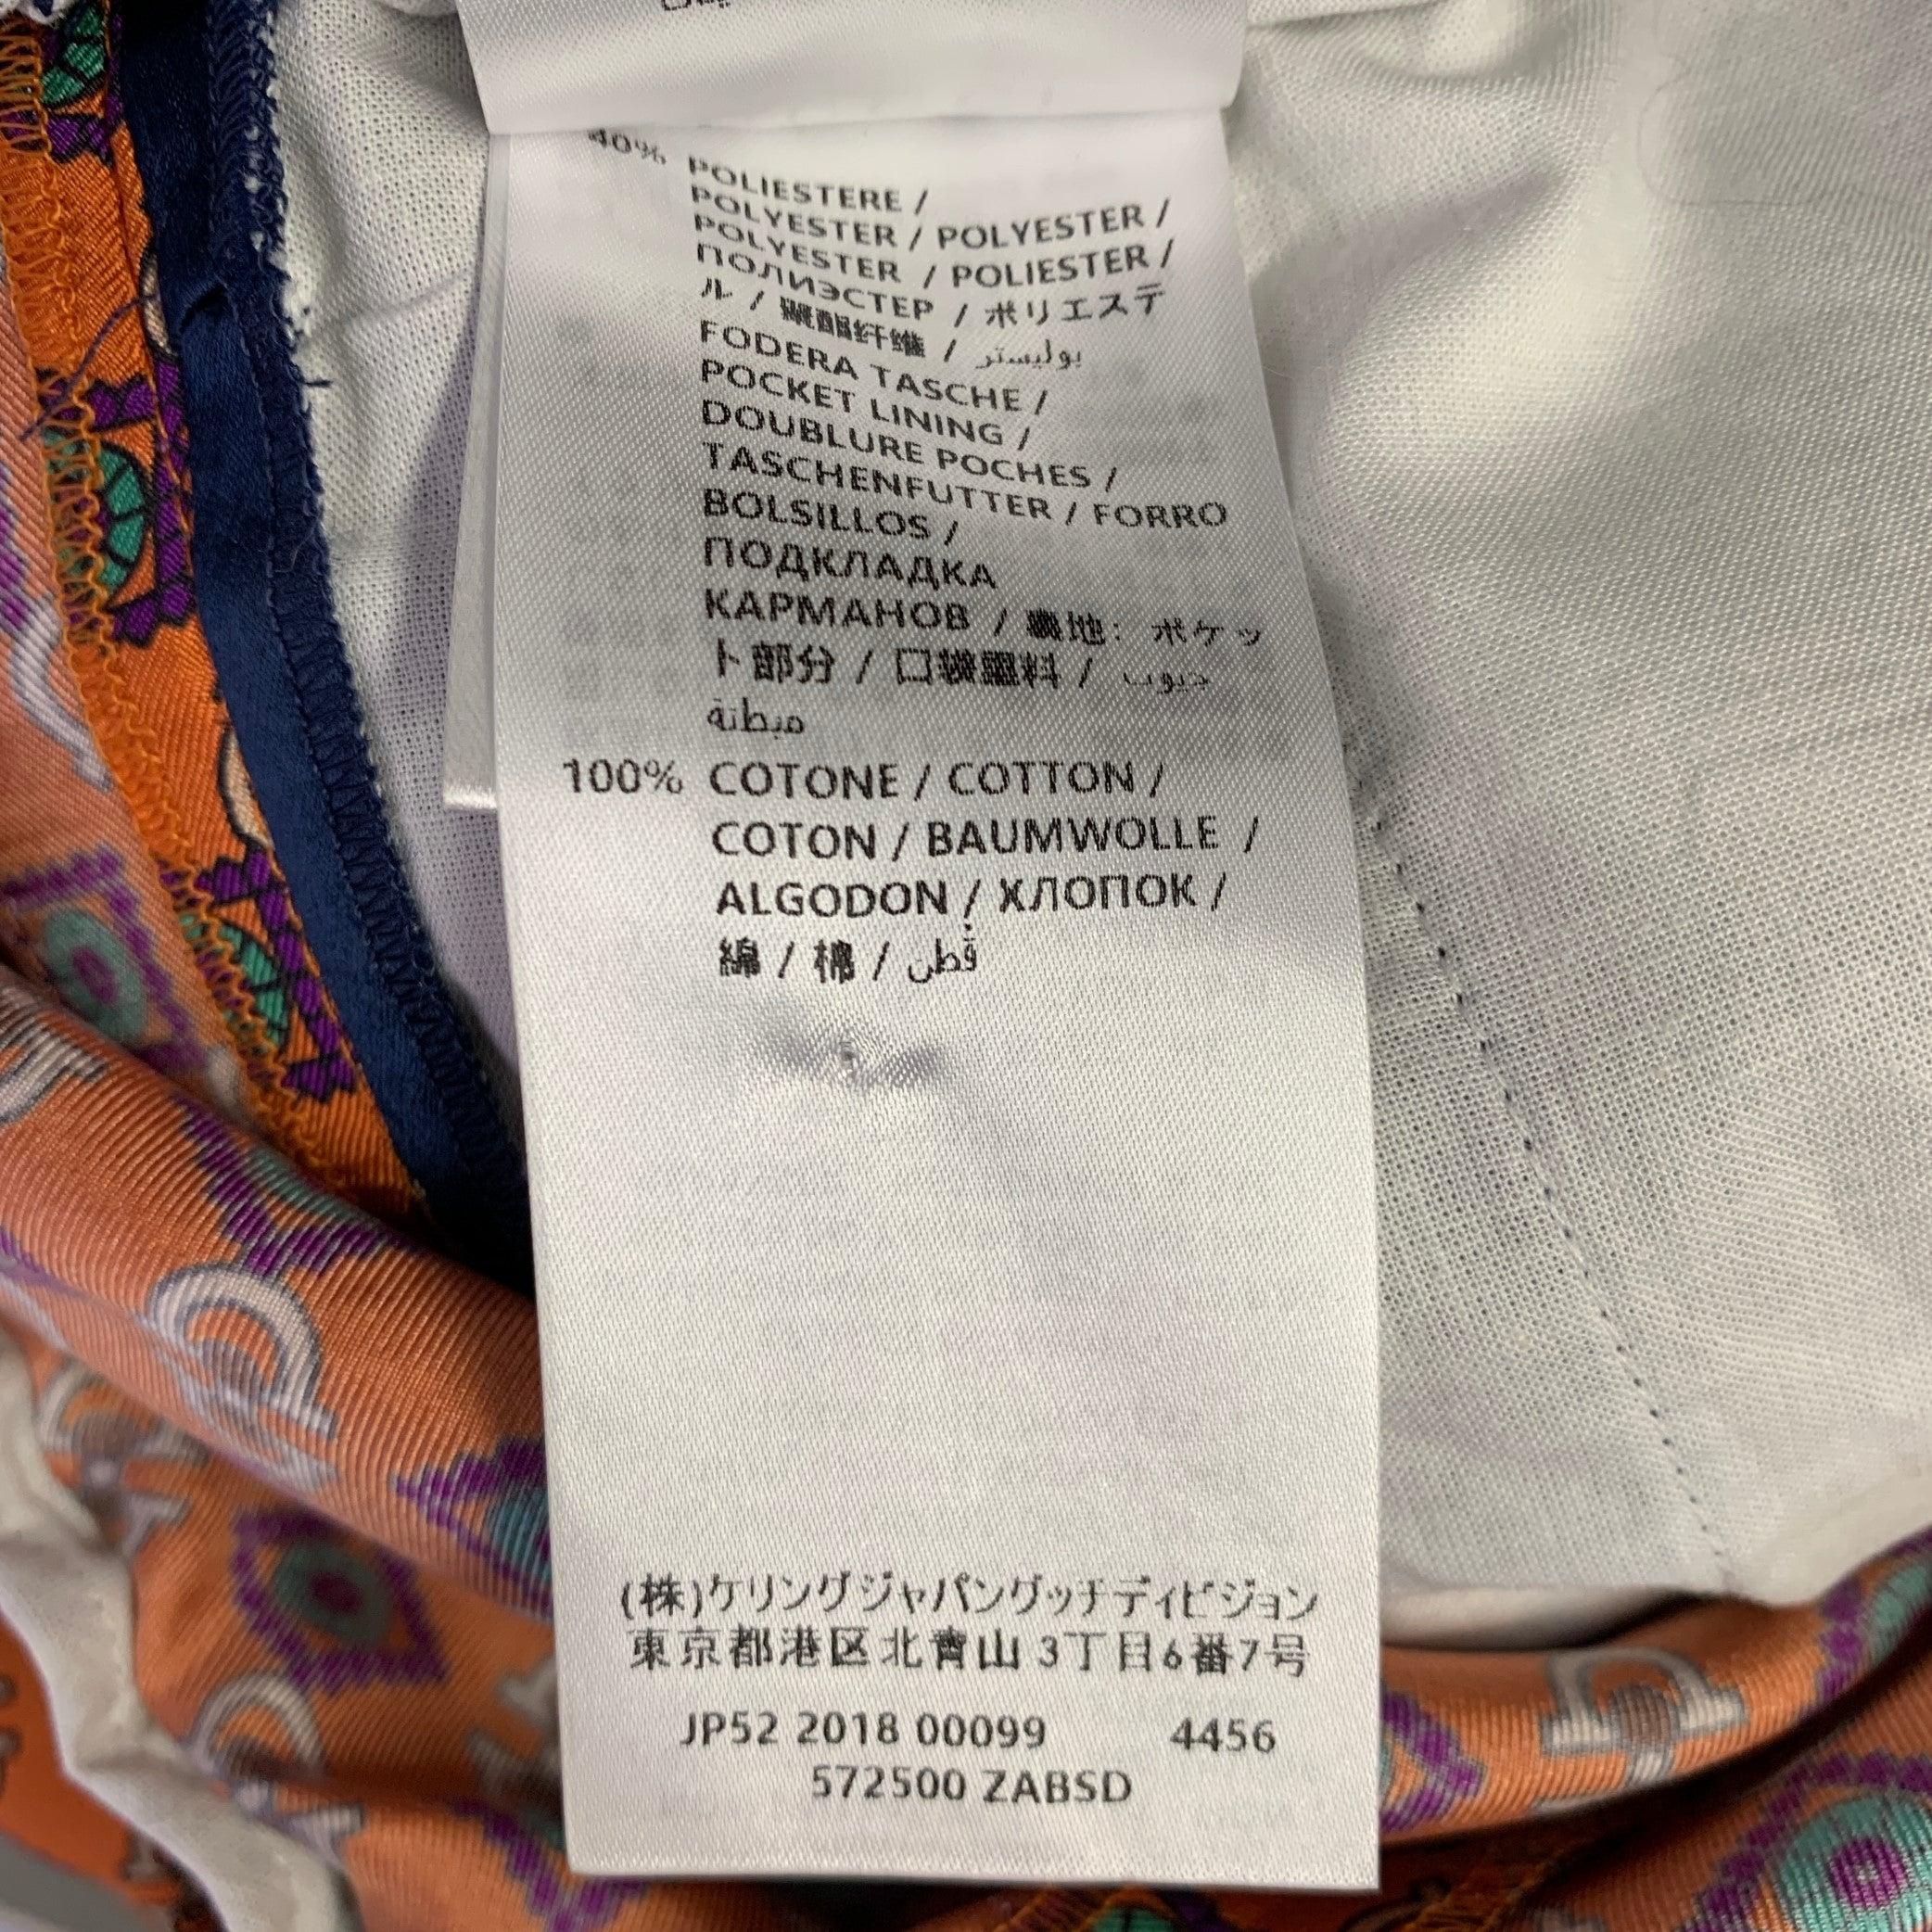 40% POLIESTERE /
POLYESTER / POLYESTER /
POLYESTER / POLIESTER /
ПОЛИЭСТЕР / ポリエステ
ル / 聚酯纤维 / بوليستر
FODERA TASCHE /
POCKET LINING /
DOUBLURE POCHES /
TASCHENFUTTER / FORRO
BOLSILLOS /
ПОДКЛАДКА
КАРМАНОВ / 裏地: ポケッ
ト部分 / 口袋里料 / جيوب
مبطنة
100% COTONE / COTTON /
COTON / BAUMWOLLE /
ALGODON / ХЛОПОК /
綿 / 棉 / قطن
(株)ケリングジャパングッチディビジョン
東京都港区北青山3丁目6番7号
JP52 2018 00099 4456
572500 ZABSD